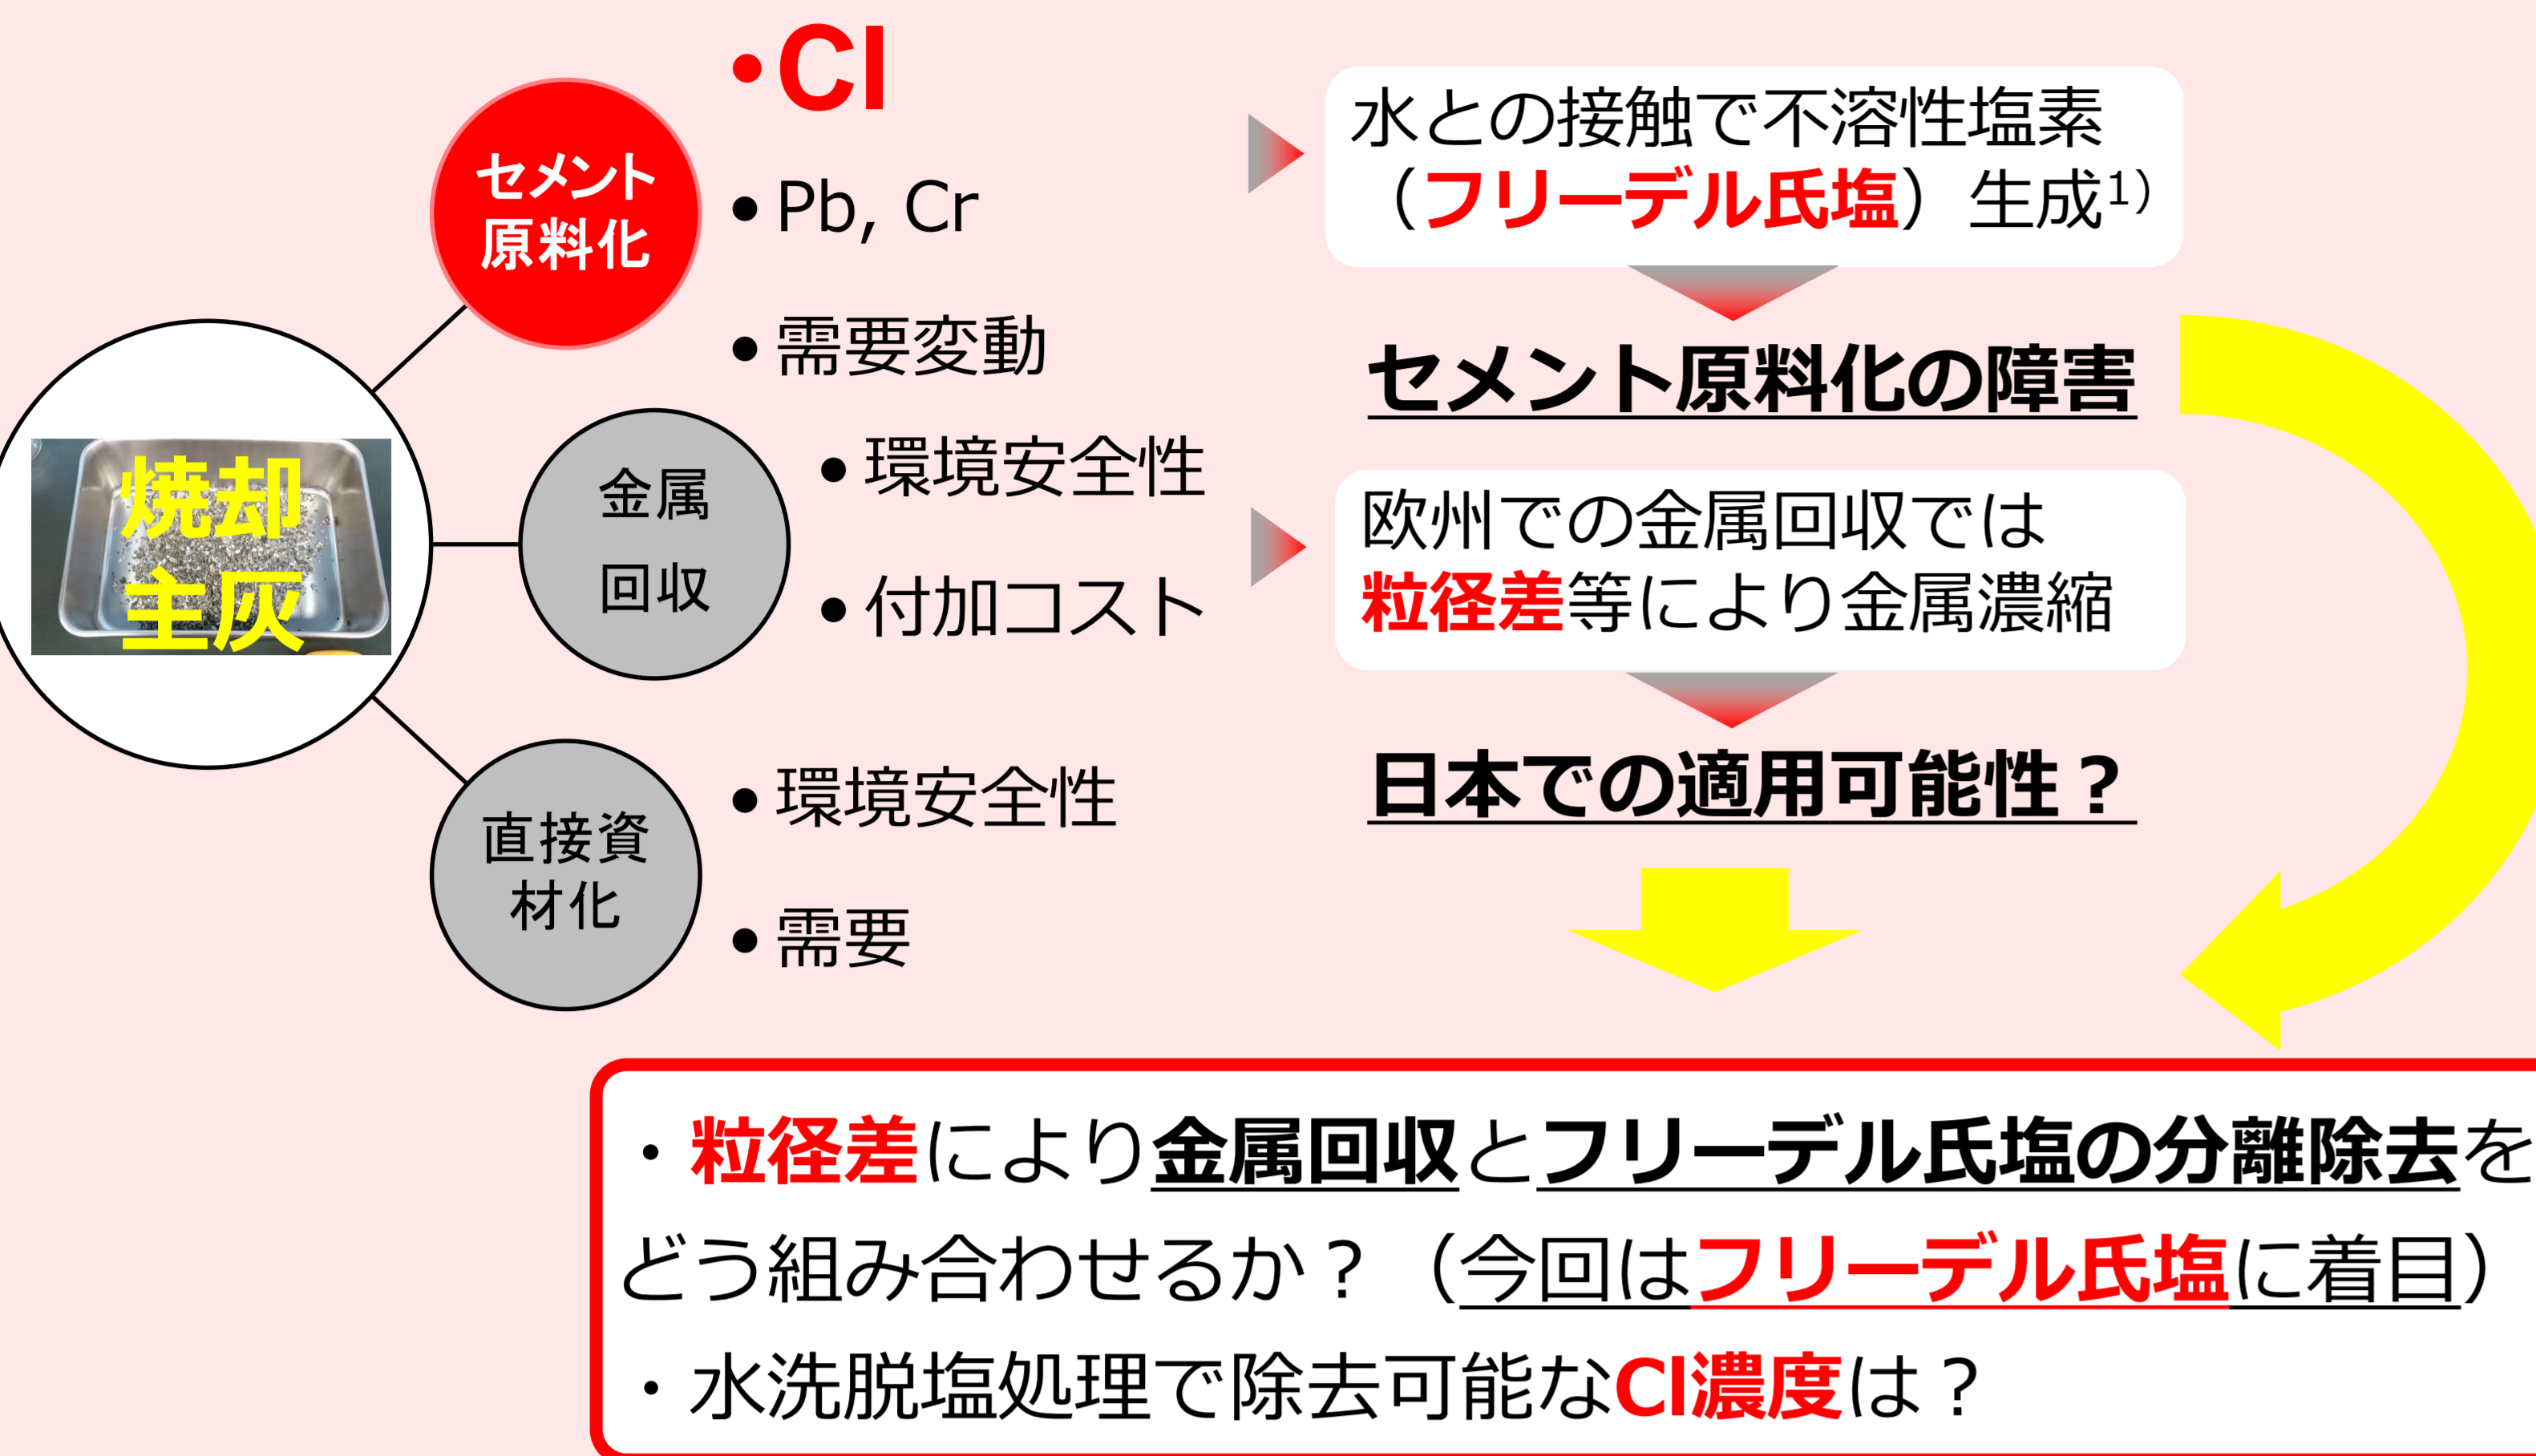 焼却
主灰
セメント
原料化
•Cl
•Pb, Cr
•需要変動
金属
回収
•環境安全性
•付加コスト
直接資
材化
•環境安全性
•需要
水との接触で不溶性塩素
（フリーデル氏塩）生成1)
セメント原料化の障害
欧州での金属回収では
粒径差等により金属濃縮
日本での適用可能性？
・粒径差により金属回収とフリーデル氏塩の分離除去を
どう組み合わせるか？（今回はフリーデル氏塩に着目）
・水洗脱塩処理で除去可能なCl濃度は？